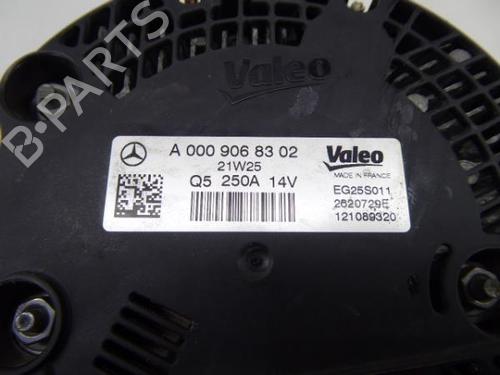 Valeo
A 000 906 83 02
21W25
Q5 250A 14V
Valeo
MADE IN FRANCE
EG25S011
2620729E
121089320
B-PARTS